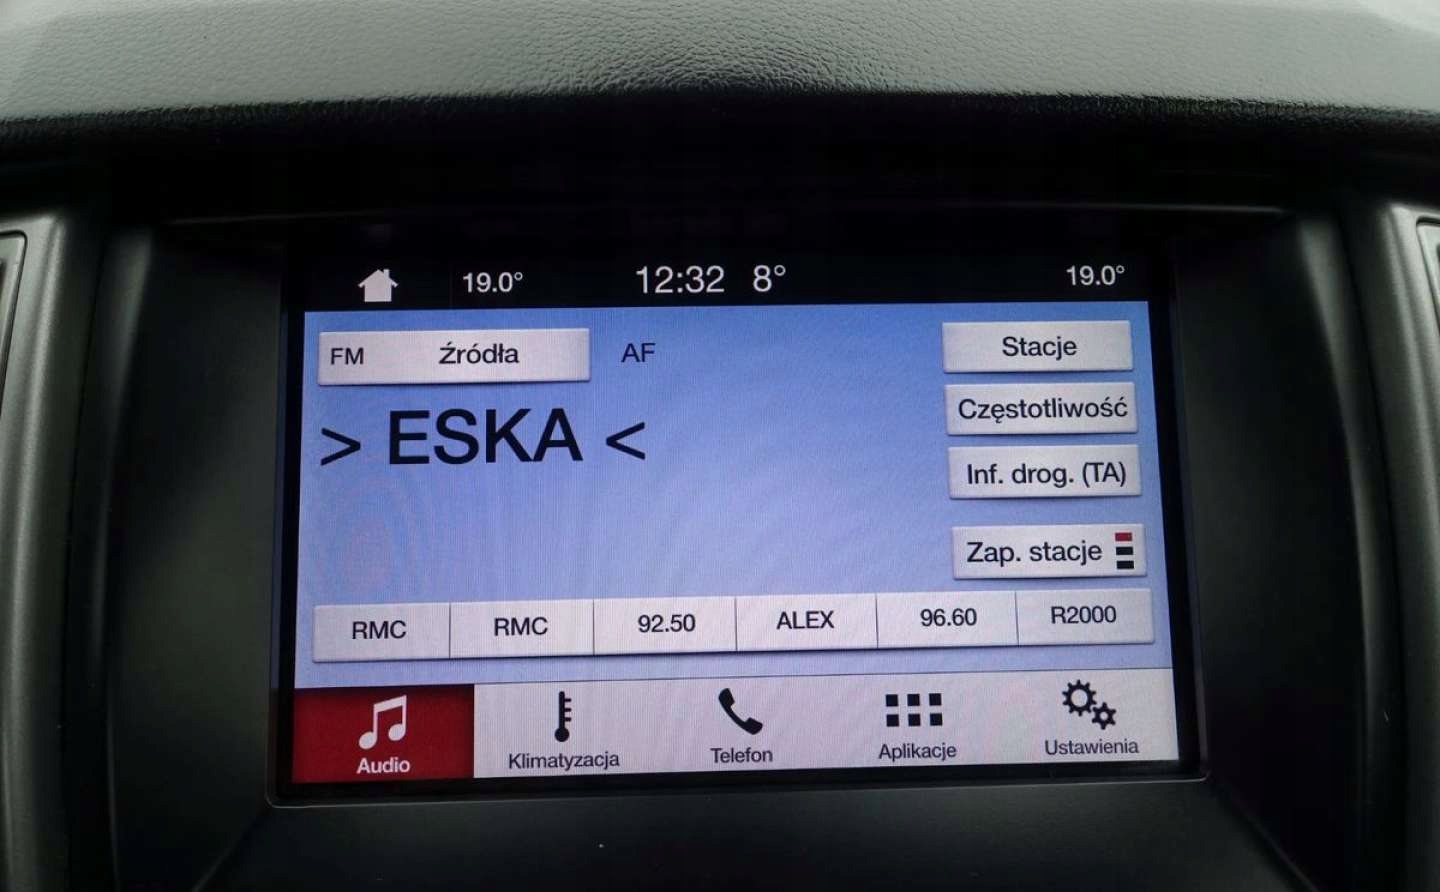 19.0° 12:32 8° 19.0°
FM Źródła AF
> ESKA <
Stacje
Częstotliwość
Inf. drog. (TA)
Zap. stacje
RMC RMC 92.50 ALEX 96.60 R2000
Audio Klimatyzacja Telefon Aplikacje Ustawienia